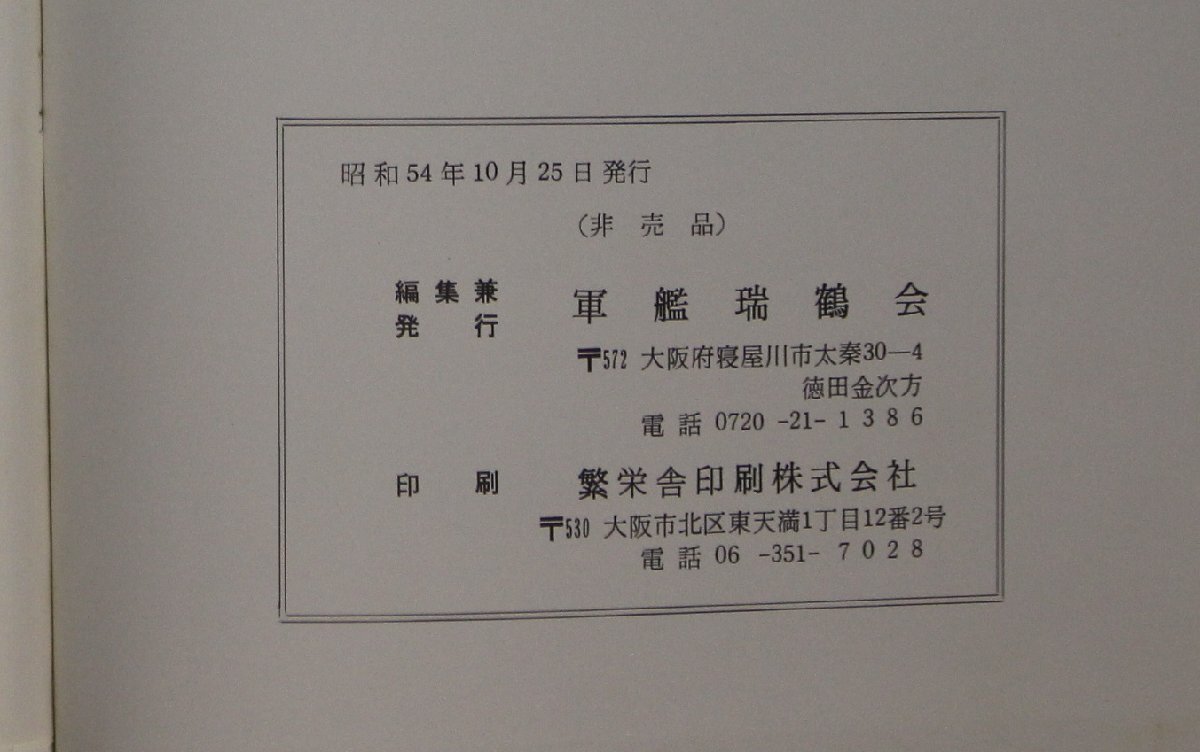 昭和54年10月25日発行
（非売品）
編集兼
発行 軍艦瑞鶴会
〒572 大阪府寝屋川市太秦30―4
徳田金次方
電話 0720-21-1386
印刷 繁栄舎印刷株式会社
〒530 大阪市北区東天満1丁目12番2号
電話 06-351-7028